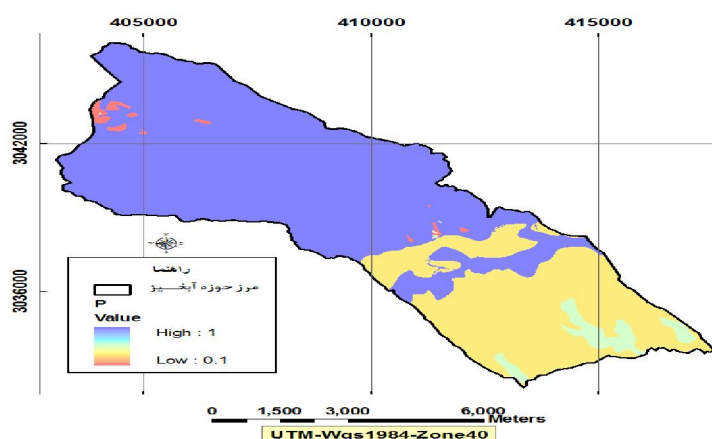 405000 410000 415000
3042000
3036000
راهنما
مرز حوزه آبخیز
P
Value
High : 1
Low : 0.1
0 1,500 3,000 6,000
Meters
UTM-Wgs1984-Zone40